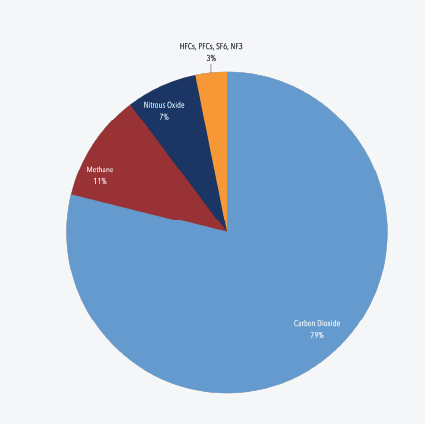 HFCs, PFCs, SF6, NF3
3%
Nitrous Oxide
7%
Methane
11%
Carbon Dioxide
79%